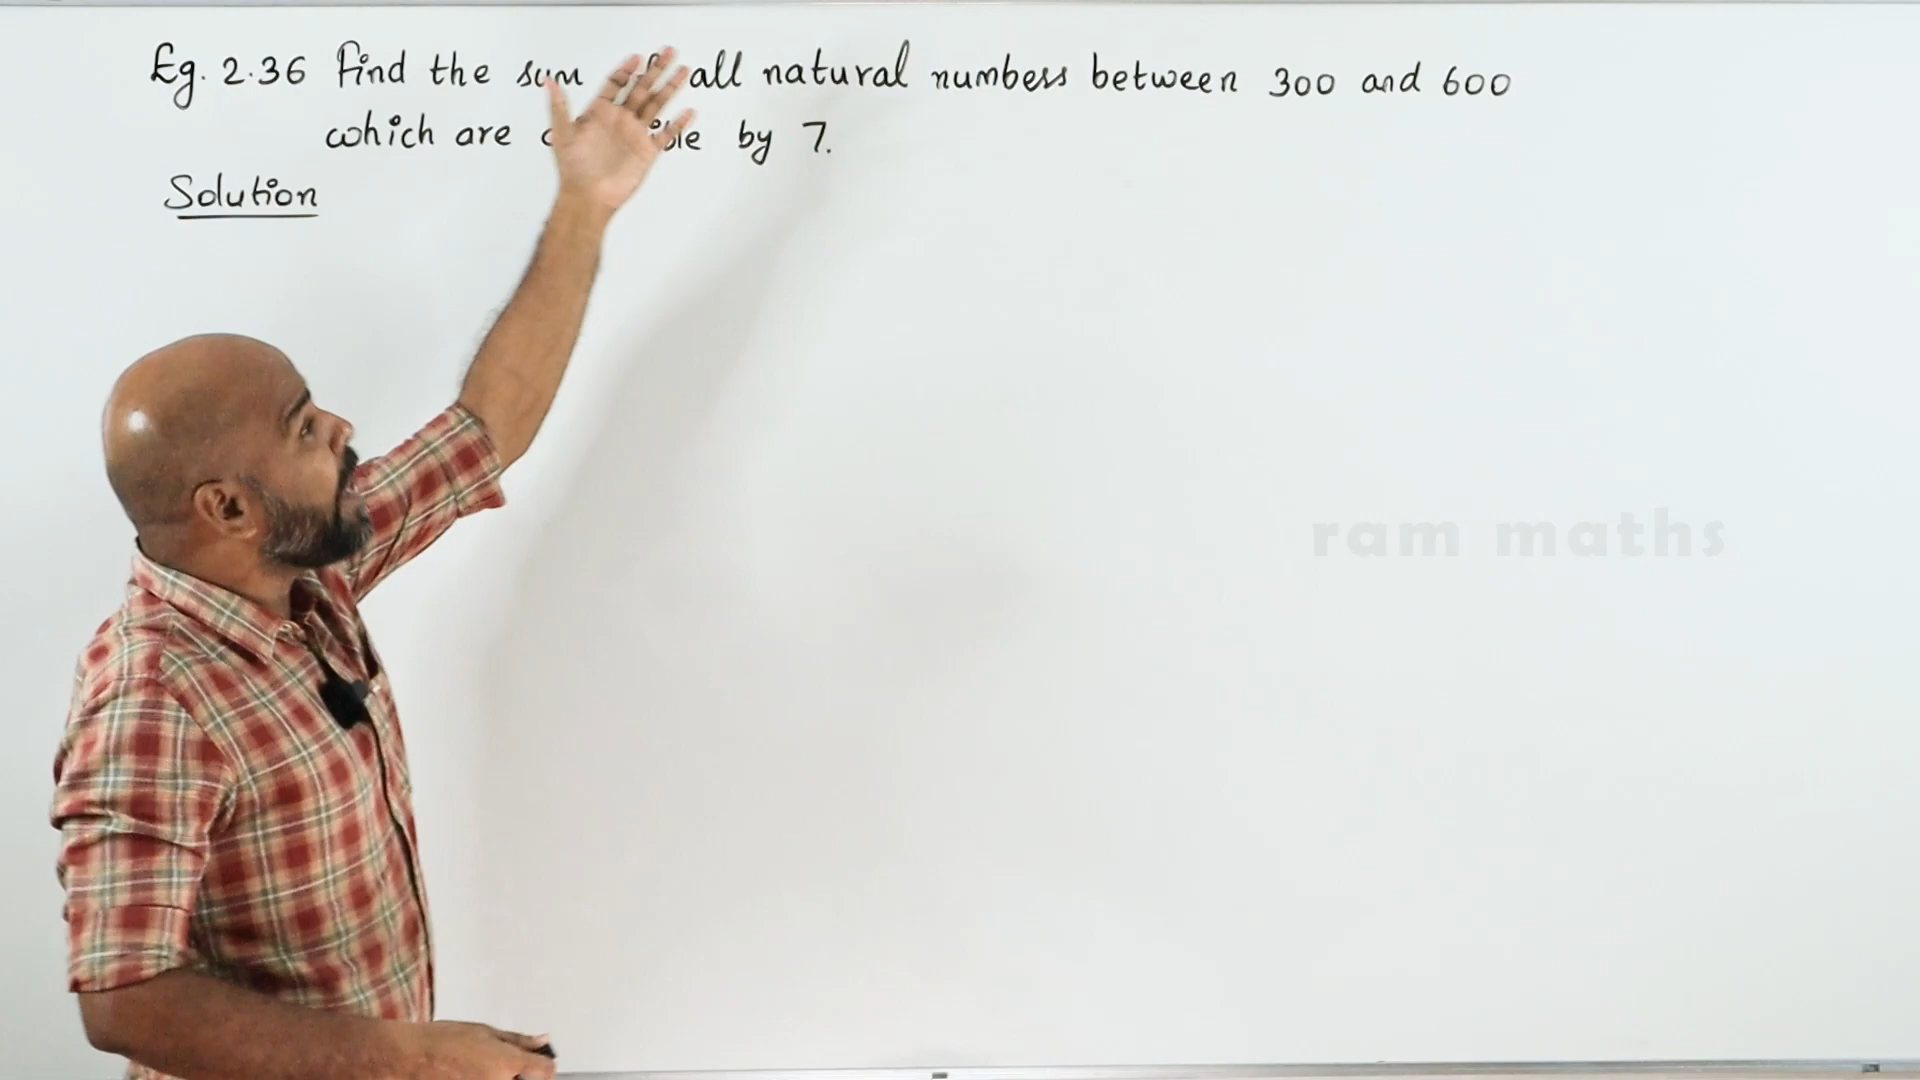 Eg. 2.36 Find the sum of all natural numbers between 300 and 600
which are by 7.
Solution
ram maths